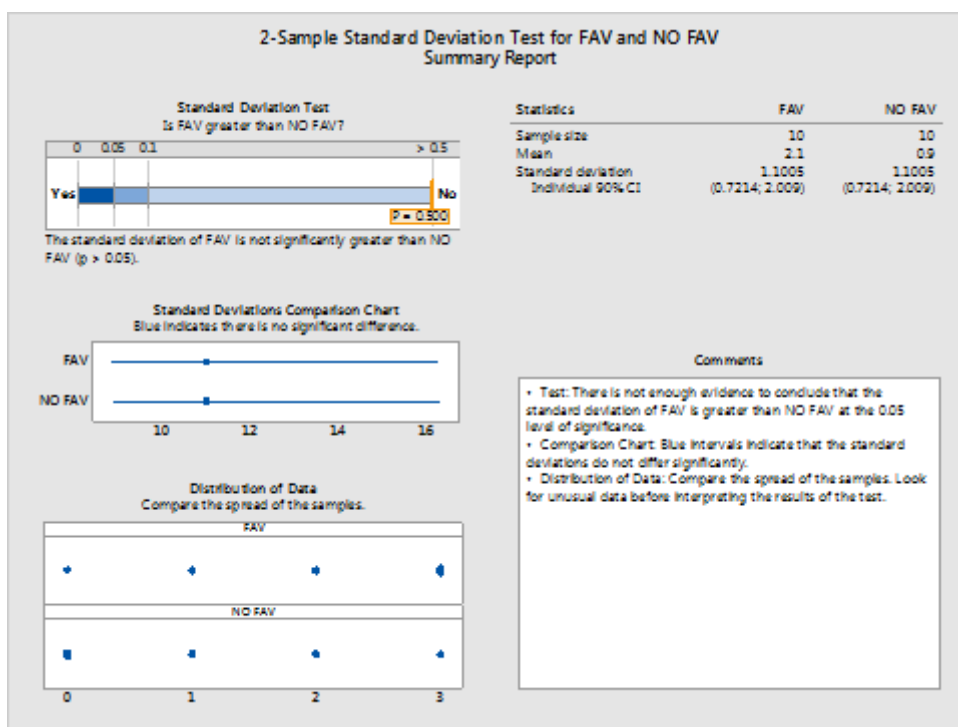 2-Sample Standard Deviation Test for FAV and NO FAV
Summary Report
Standard Deviation Test
Is FAV greater than NO FAV?
0 0.05 0.1 > 0.5
Yes No
P = 0.500
The standard deviation of FAV is not significantly greater than NO
FAV (p > 0.05).
Statistics FAV NO FAV
Sample size 10 10
Mean 2.1 0.9
Standard deviation 1.1005 1.1005
Individual 90% CI (0.7214; 2.009) (0.7214; 2.009)
Standard Deviations Comparison Chart
Blue indicates there is no significant difference.
FAV
NO FAV
10 12 14 16
Distribution of Data
Compare the spread of the samples.
FAV
NO FAV
0 1 2 3
Comments
• Test: There is not enough evidence to conclude that the
standard deviation of FAV is greater than NO FAV at the 0.05
level of significance.
• Comparison Chart: Blue intervals indicate that the standard
deviations do not differ significantly.
• Distribution of Data: Compare the spread of the samples. Look
for unusual data before interpreting the results of the test.